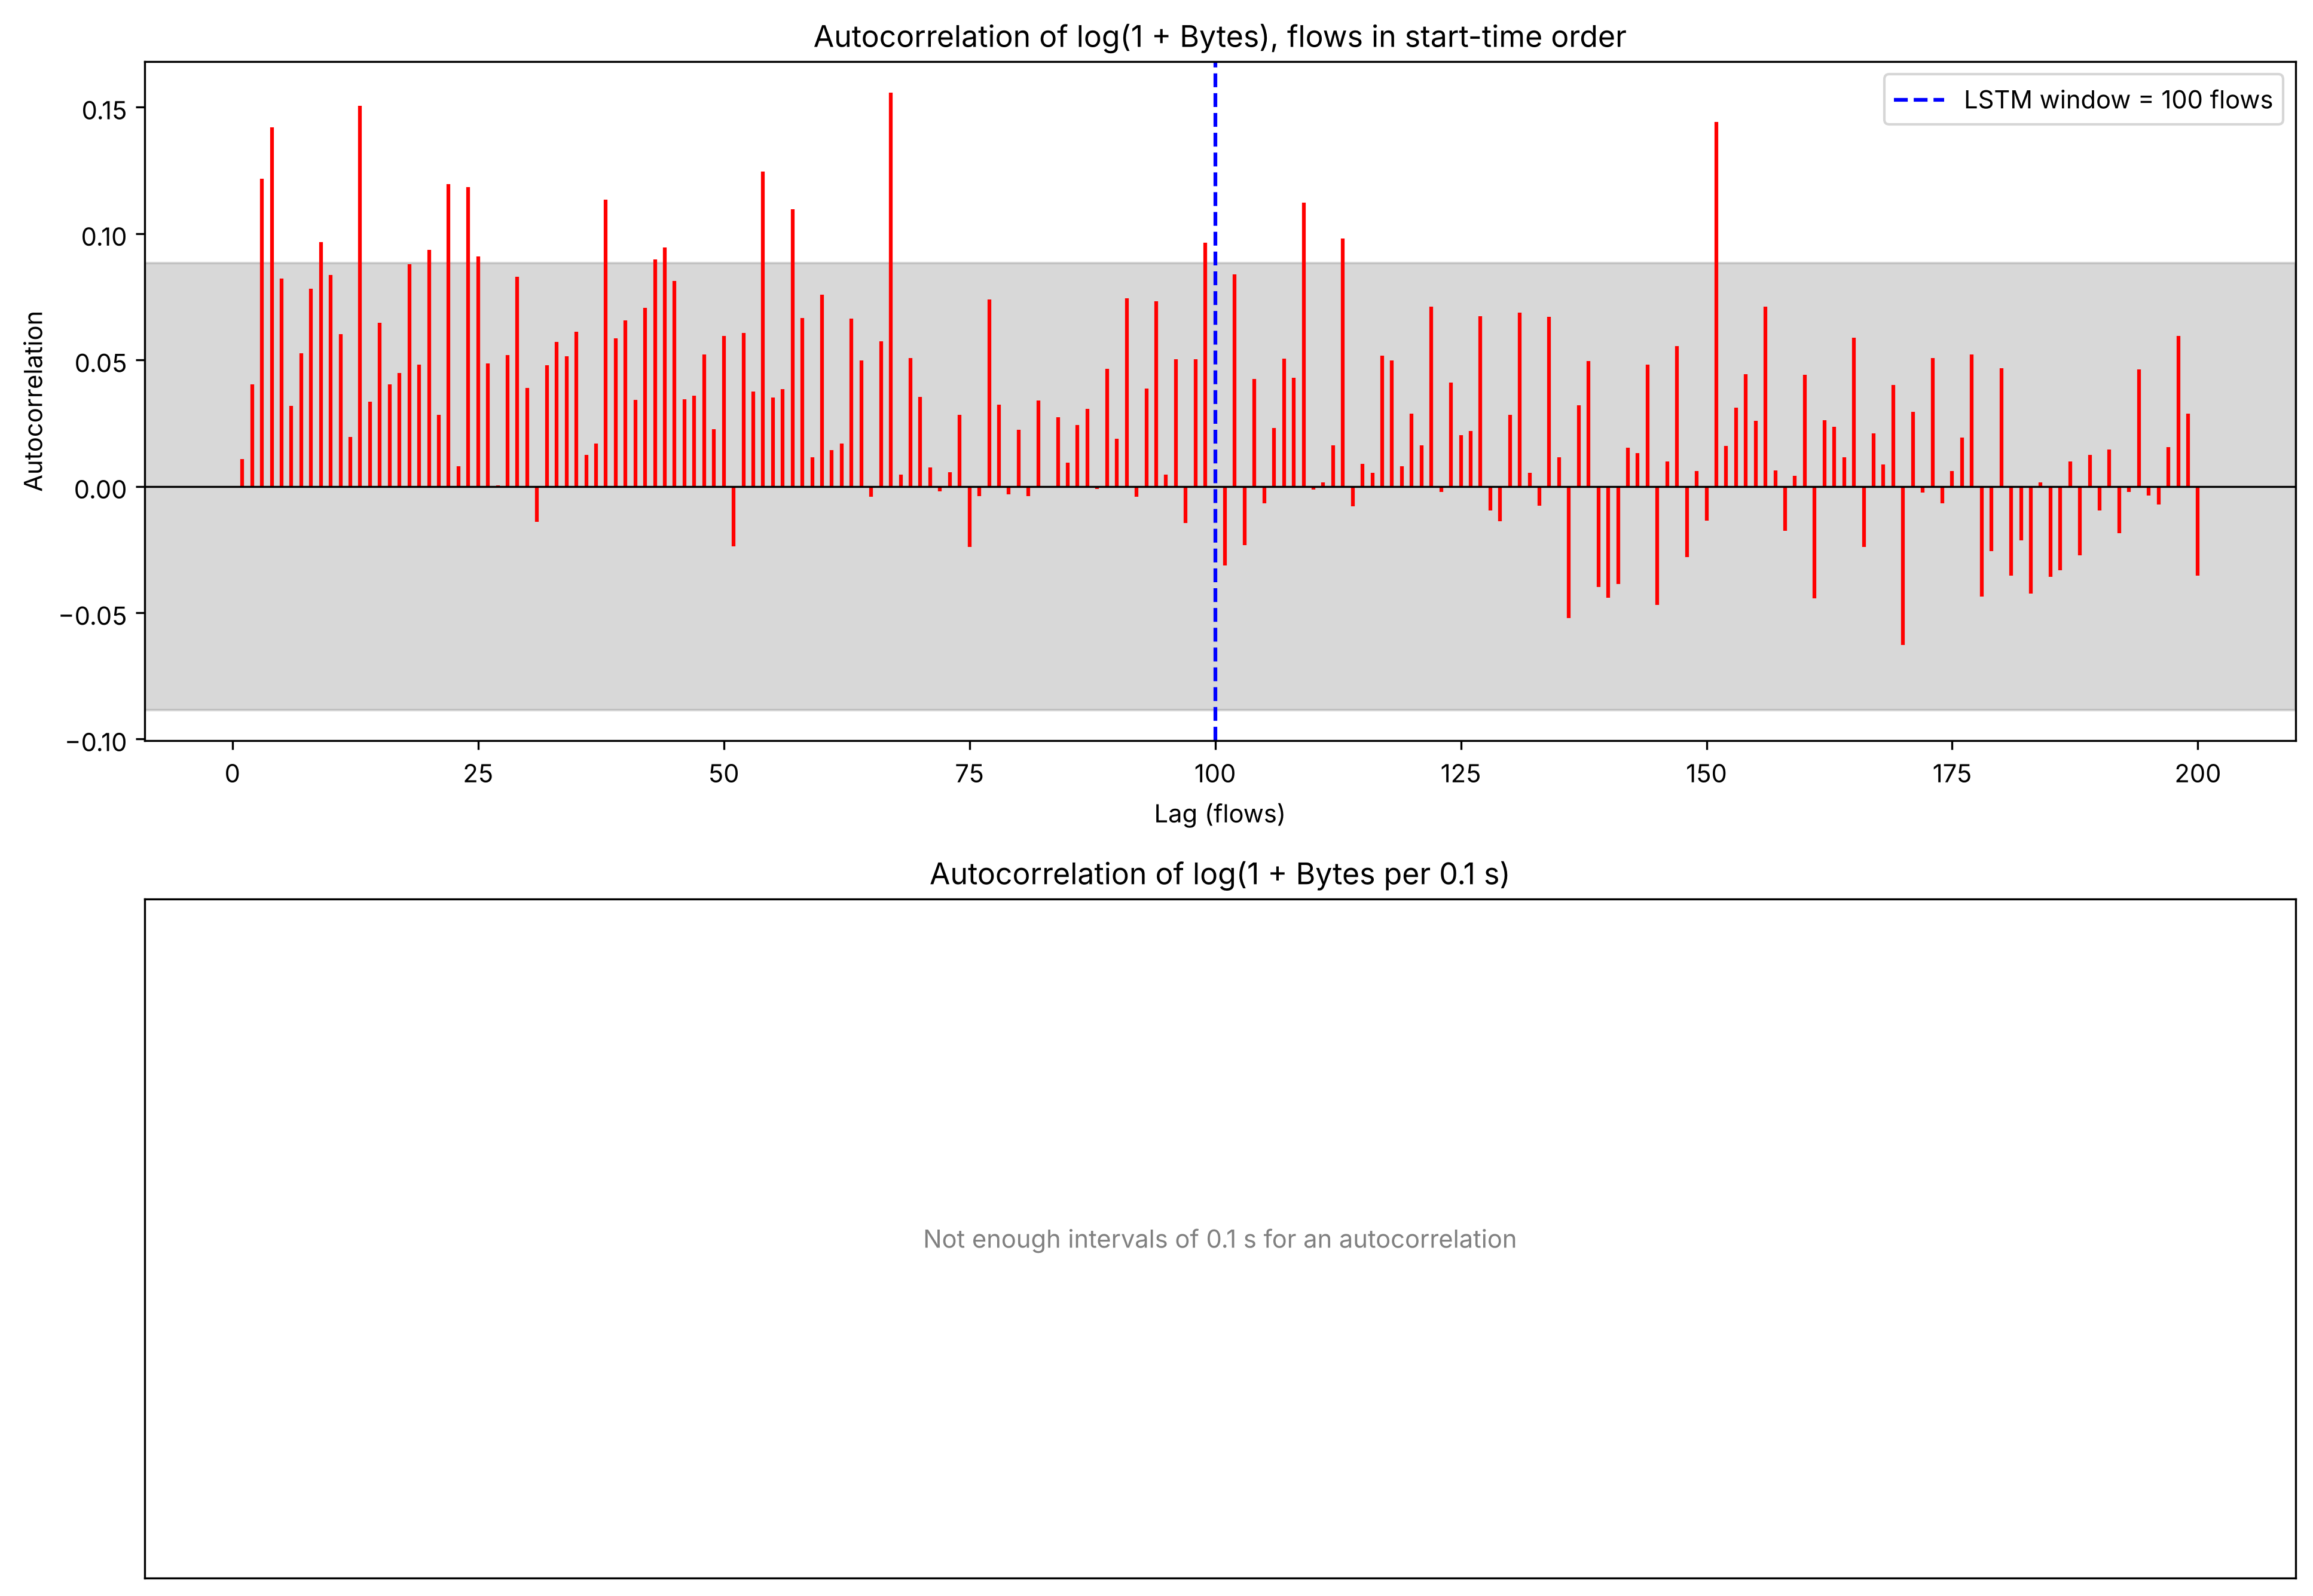 Autocorrelation of log(1 + Bytes), flows in start-time order
LSTM window = 100 flows
Autocorrelation
0.15
0.10
0.05
0.00
−0.05
−0.10
0 25 50 75 100 125 150 175 200
Lag (flows)
Autocorrelation of log(1 + Bytes per 0.1 s)
Not enough intervals of 0.1 s for an autocorrelation